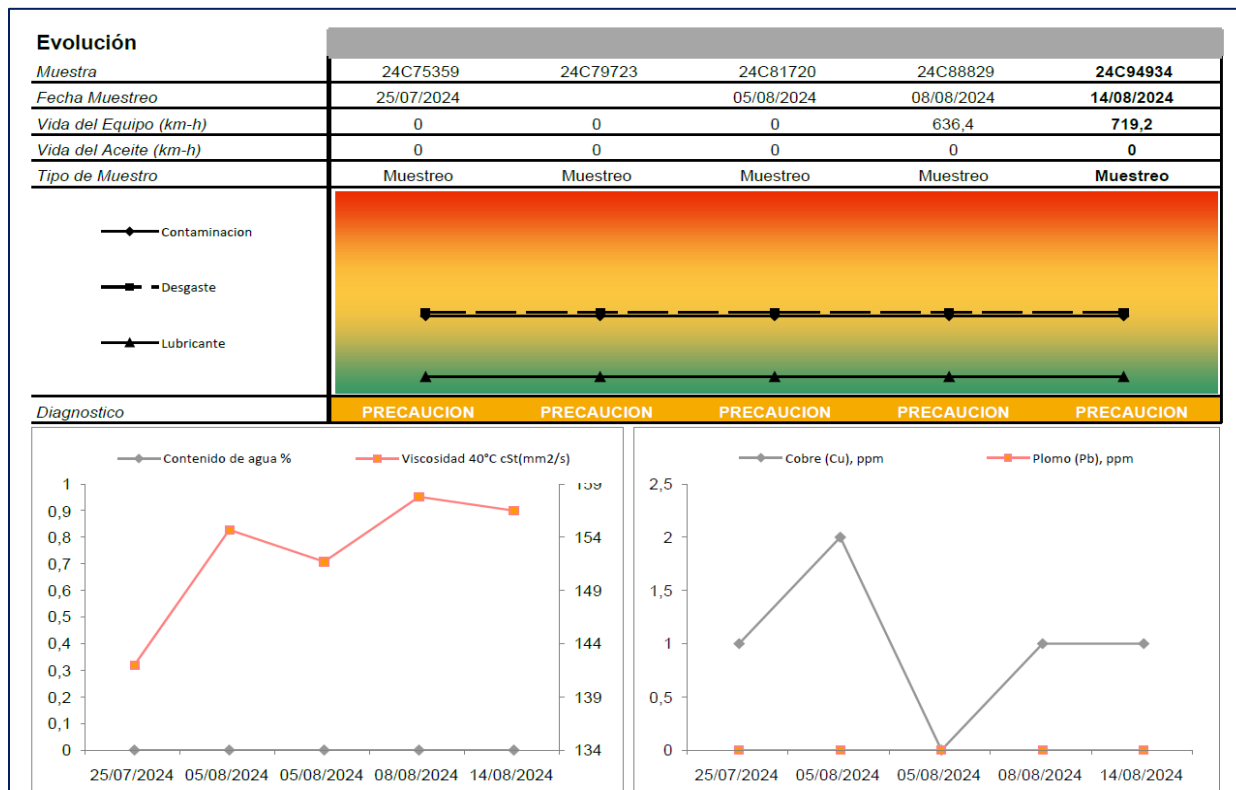 Evolución
Muestra 24C75359 24C79723 24C81720 24C88829 24C94934
Fecha Muestreo 25/07/2024 05/08/2024 08/08/2024 14/08/2024
Vida del Equipo (km-h) 0 0 0 636,4 719,2
Vida del Aceite (km-h) 0 0 0 0 0
Tipo de Muestro Muestreo Muestreo Muestreo Muestreo Muestreo
Contaminacion
Desgaste
Lubricante
Diagnostico PRECAUCION PRECAUCION PRECAUCION PRECAUCION PRECAUCION
Contenido de agua % Viscosidad 40°C cSt(mm2/s)
1 159
0,9
0,8 154
0,7
0,6 149
0,5
0,4 144
0,3
0,2 139
0,1
0 134
25/07/2024 05/08/2024 05/08/2024 08/08/2024 14/08/2024
Cobre (Cu), ppm Plomo (Pb), ppm
2,5
2
1,5
1
0,5
0
25/07/2024 05/08/2024 05/08/2024 08/08/2024 14/08/2024